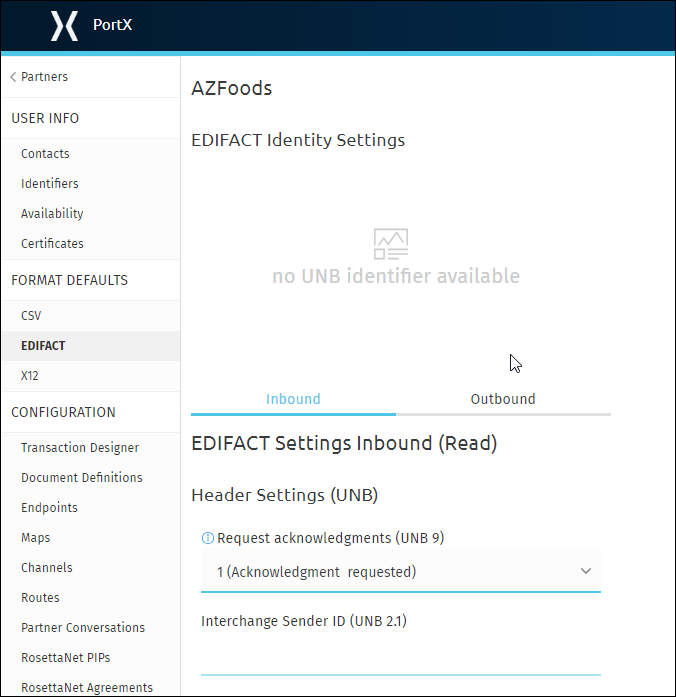 PortX
Partners
USER INFO
Contacts
Identifiers
Availability
Certificates
FORMAT DEFAULTS
CSV
EDIFACT
X12
CONFIGURATION
Transaction Designer
Document Definitions
Endpoints
Maps
Channels
Routes
Partner Conversations
RosettaNet PIPs
RosettaNet Agreements
AZFoods
EDIFACT Identity Settings
no UNB identifier available
Inbound Outbound
EDIFACT Settings Inbound (Read)
Header Settings (UNB)
Request acknowledgments (UNB 9)
1 (Acknowledgment requested)
Interchange Sender ID (UNB 2.1)